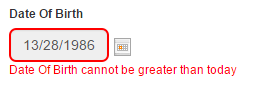 Date Of Birth
13/28/1986
Date Of Birth cannot be greater than today